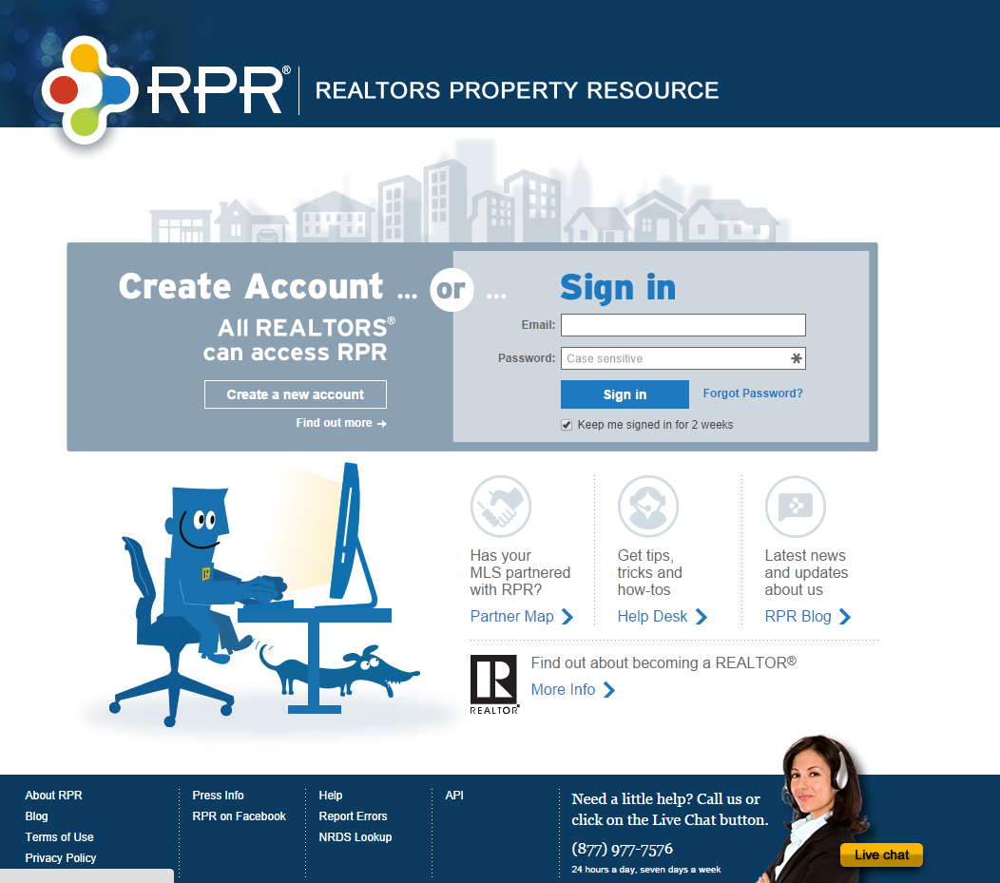 RPR®
REALTORS PROPERTY RESOURCE
Create Account ... or ...
All REALTORS®
can access RPR
Create a new account
Find out more →
Sign in
Email:
Password: Case sensitive ✱
Sign in Forgot Password?
Keep me signed in for 2 weeks
Has your
MLS partnered
with RPR?
Partner Map
Get tips,
tricks and
how-tos
Help Desk
Latest news
and updates
about us
RPR Blog
R
REALTOR®
Find out about becoming a REALTOR®
More Info
About RPR
Blog
Terms of Use
Privacy Policy
Press Info
RPR on Facebook
Help
Report Errors
NRDS Lookup
API
Need a little help? Call us or
click on the Live Chat button.
(877) 977-7576
24 hours a day, seven days a week
Live chat